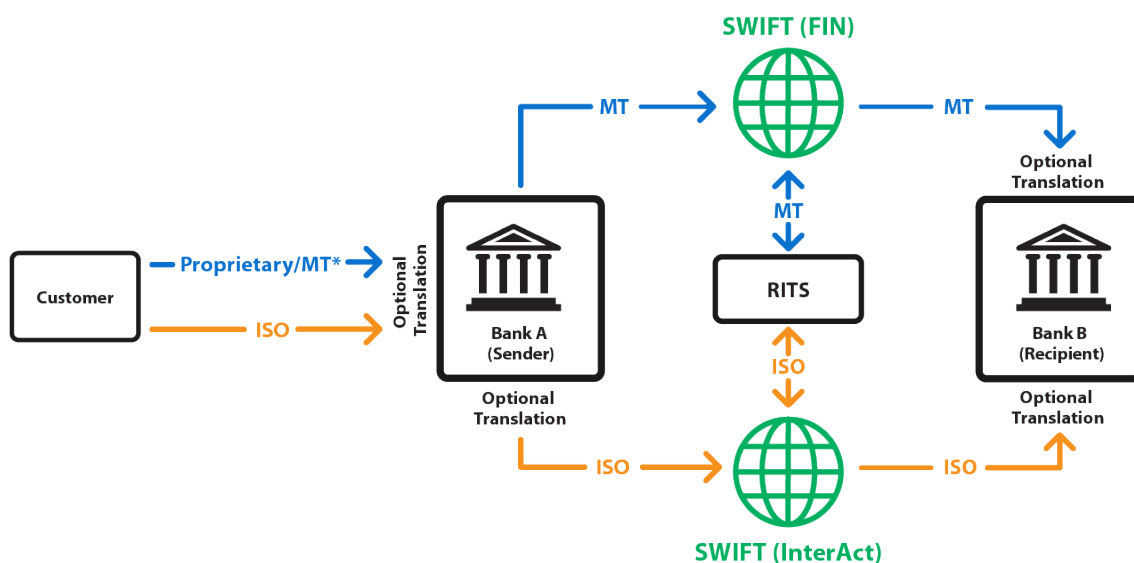 SWIFT (FIN)
MT
MT
Optional
Translation
MT
Proprietary/MT*
Optional
Translation
Customer
RITS
ISO
Bank A
(Sender)
Bank B
(Recipient)
ISO
Optional
Translation
Optional
Translation
ISO
ISO
SWIFT (InterAct)